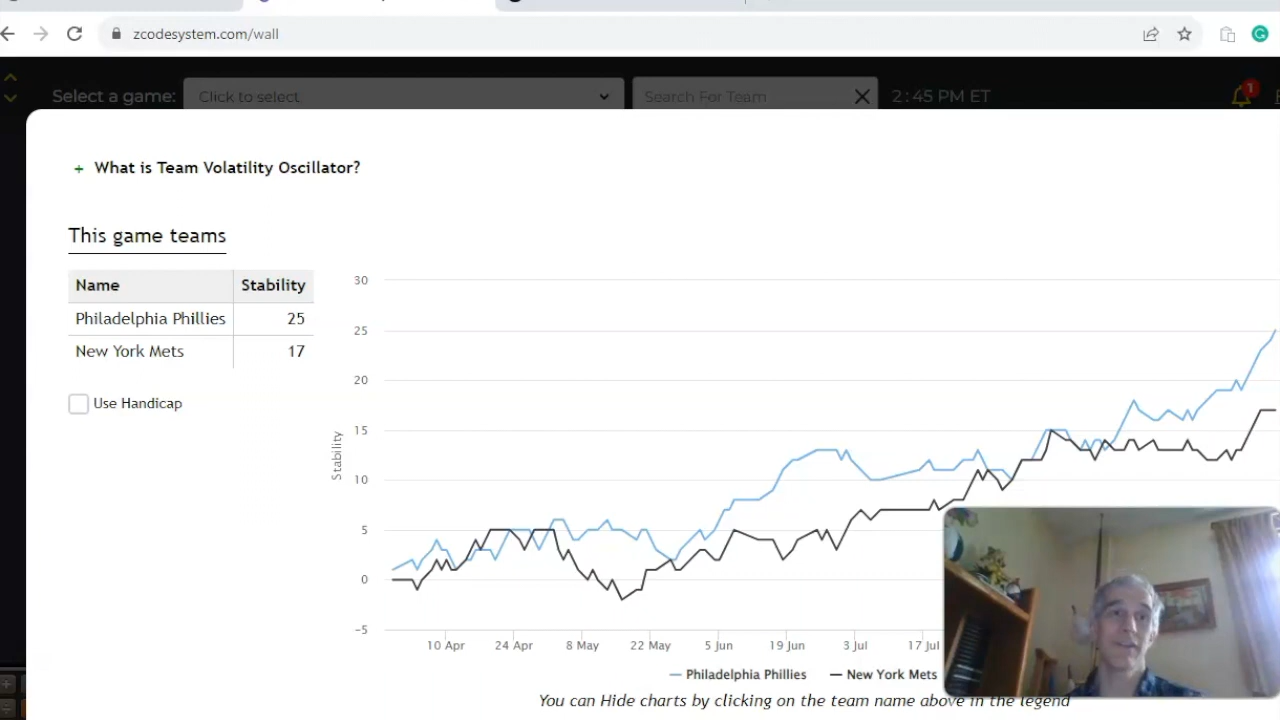 zcodesystem.com/wall
Select a game: Click to select Search For Team 2:45 PM ET 1
+ What is Team Volatility Oscillator?
This game teams
Name Stability
Philadelphia Phillies 25
New York Mets 17
Use Handicap
Stability
30
25
20
15
10
5
0
-5
10 Apr 24 Apr 8 May 22 May 5 Jun 19 Jun 3 Jul 17 Jul
Philadelphia Phillies New York Mets
You can Hide charts by clicking on the team name above in the legend